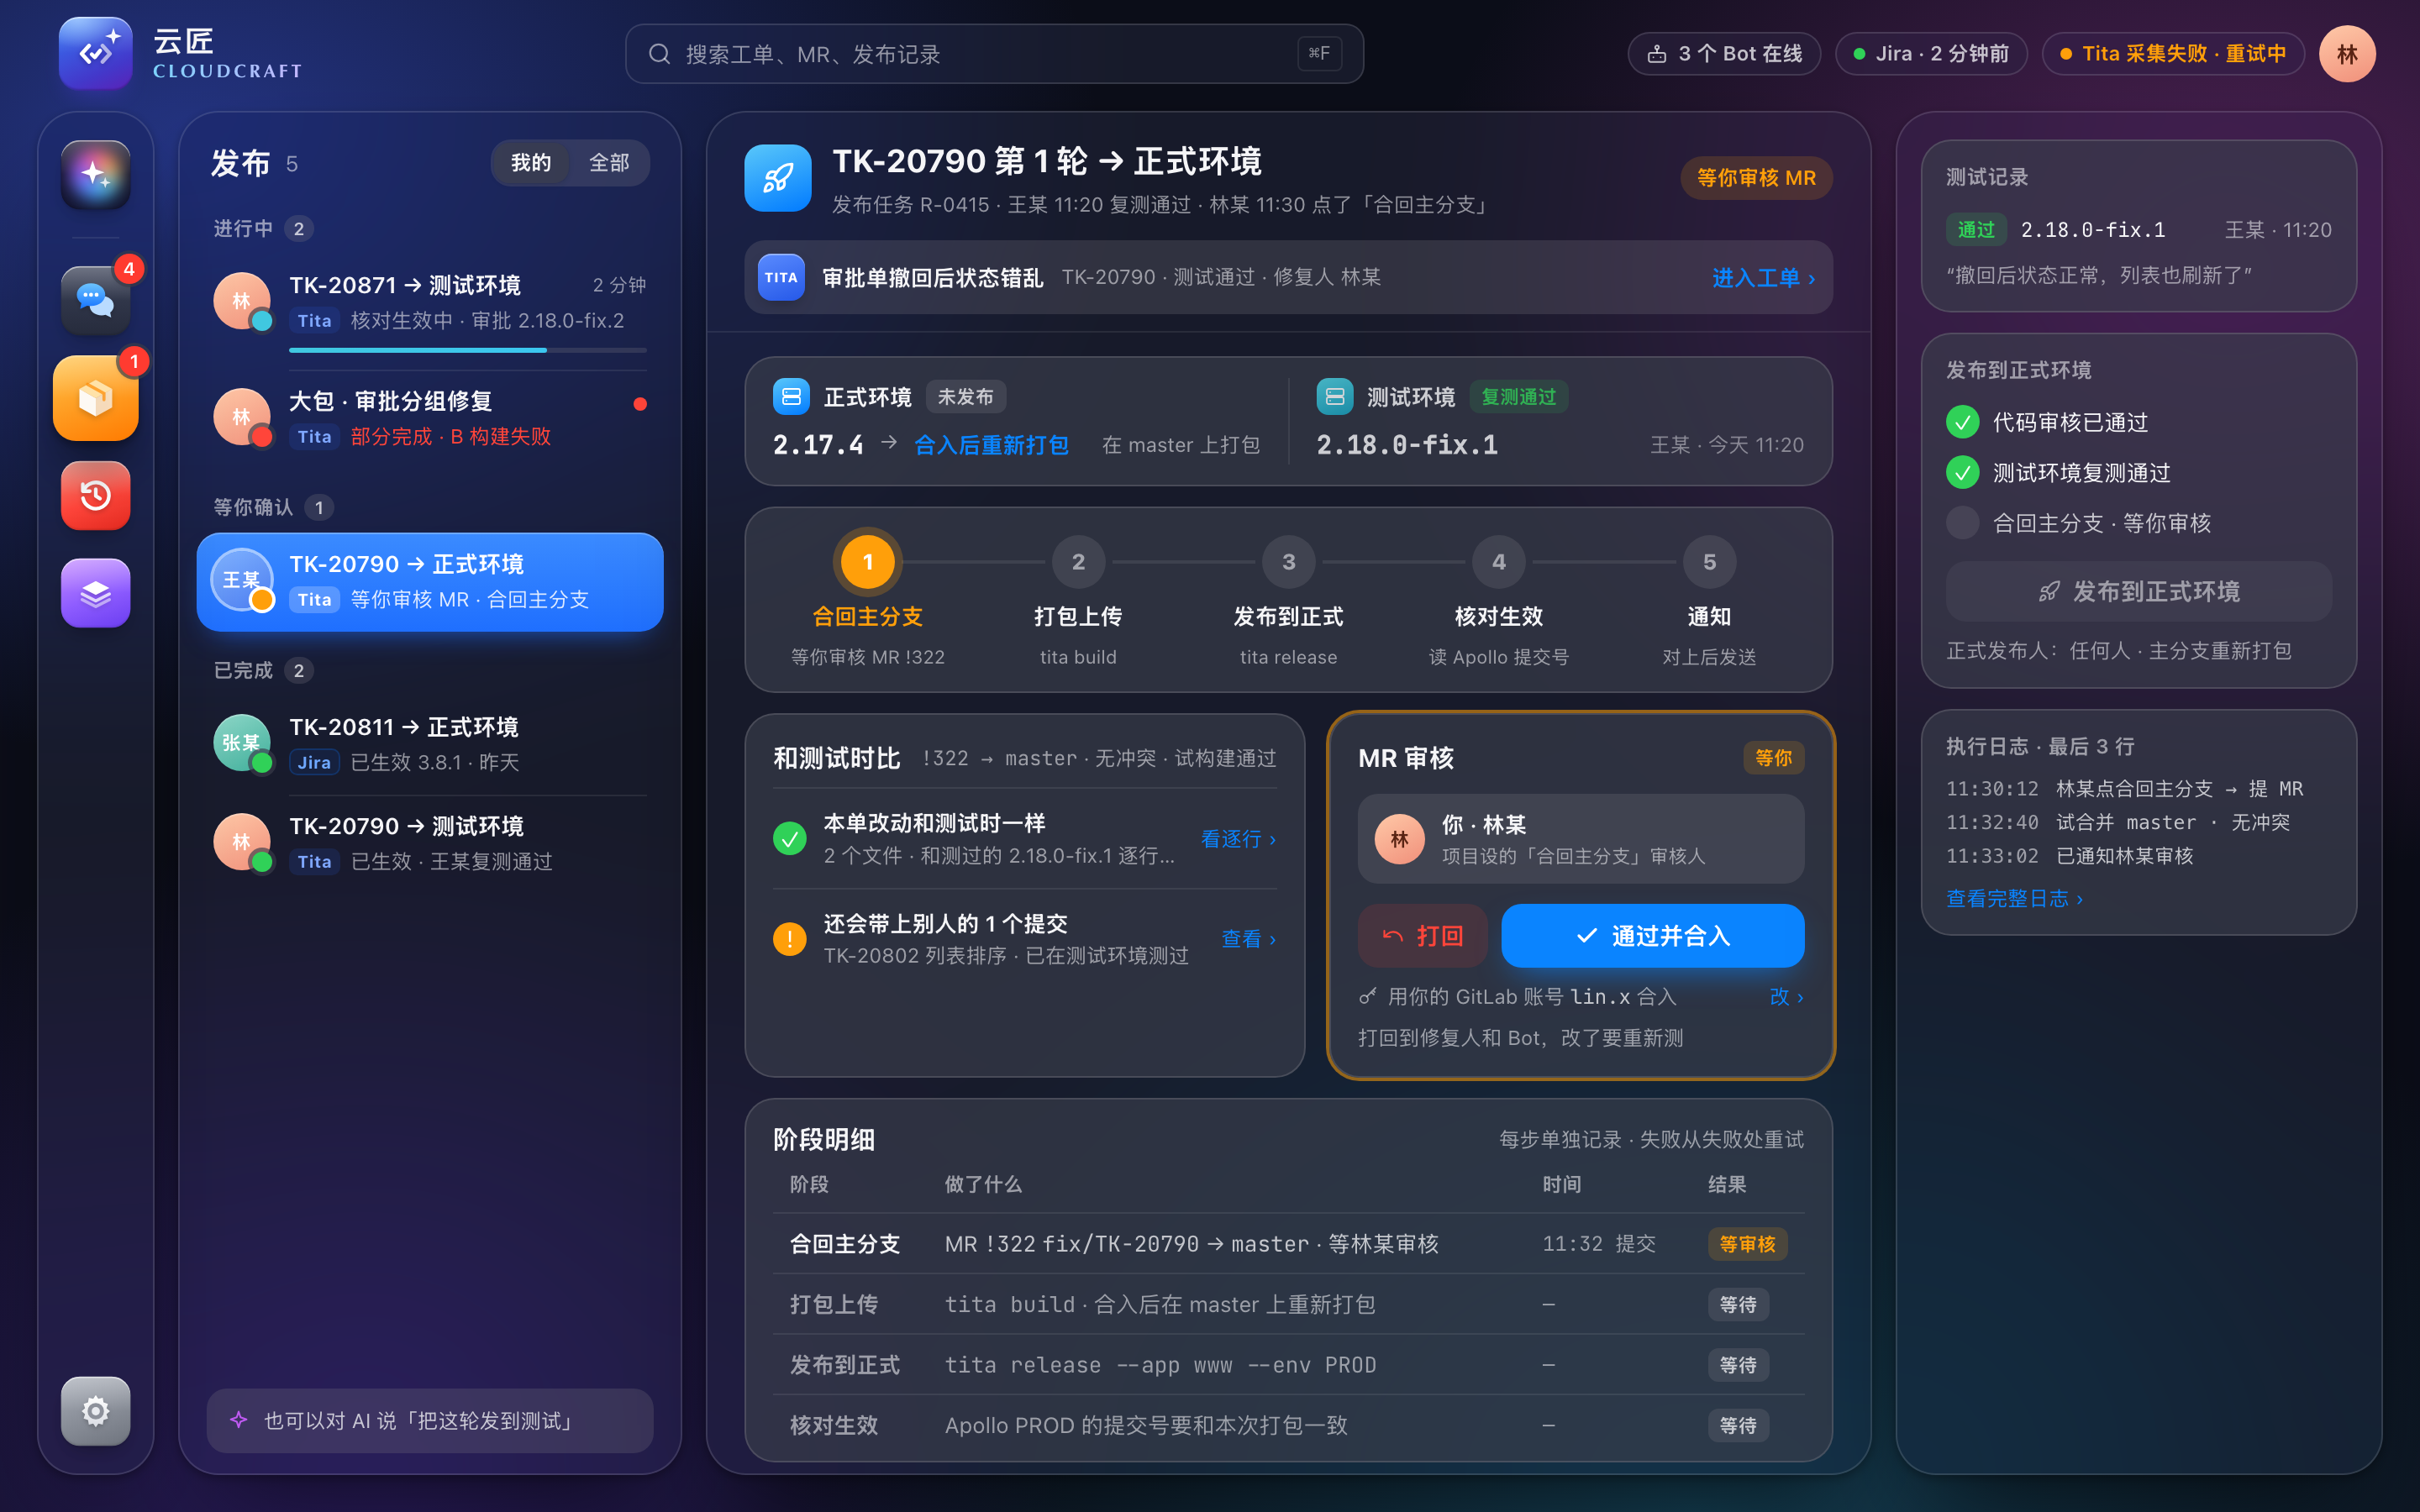 云匠
CLOUDCRAFT
搜索工单、MR、发布记录
⌘F
3 个 Bot 在线
Jira · 2 分钟前
Tita 采集失败 · 重试中
林
4
1
发布 5
我的
全部
进行中 2
林
TK-20871 → 测试环境
2 分钟
Tita 核对生效中 · 审批 2.18.0-fix.2
林
大包 · 审批分组修复
Tita 部分完成 · B 构建失败
等你确认 1
王某
TK-20790 → 正式环境
Tita 等你审核 MR · 合回主分支
已完成 2
张某
TK-20811 → 正式环境
Jira 已生效 3.8.1 · 昨天
林
TK-20790 → 测试环境
Tita 已生效 · 王某复测通过
也可以对 AI 说「把这轮发到测试」
TK-20790 第 1 轮 → 正式环境
发布任务 R-0415 · 王某 11:20 复测通过 · 林某 11:30 点了「合回主分支」
等你审核 MR
TITA 审批单撤回后状态错乱 TK-20790 · 测试通过 · 修复人 林某
进入工单 ›
正式环境 未发布
2.17.4 → 合入后重新打包 在 master 上打包
测试环境 复测通过
2.18.0-fix.1 王某 · 今天 11:20
1 2 3 4 5
合回主分支 打包上传 发布到正式 核对生效 通知
等你审核 MR !322 tita build tita release 读 Apollo 提交号 对上后发送
和测试时比 !322 → master · 无冲突 · 试构建通过
本单改动和测试时一样
2 个文件 · 和测过的 2.18.0-fix.1 逐行...
看逐行 ›
!
还会带上别人的 1 个提交
TK-20802 列表排序 · 已在测试环境测过
查看 ›
MR 审核 等你
林
你 · 林某
项目设的「合回主分支」审核人
打回
通过并合入
用你的 GitLab 账号 lin.x 合入 改 ›
打回到修复人和 Bot，改了要重新测
阶段明细 每步单独记录 · 失败从失败处重试
阶段 做了什么 时间 结果
合回主分支 MR !322 fix/TK-20790 → master · 等林某审核 11:32 提交 等审核
打包上传 tita build · 合入后在 master 上重新打包 — 等待
发布到正式 tita release --app www --env PROD — 等待
核对生效 Apollo PROD 的提交号要和本次打包一致 — 等待
测试记录
通过 2.18.0-fix.1 王某 · 11:20
“撤回后状态正常，列表也刷新了”
发布到正式环境
代码审核已通过
测试环境复测通过
合回主分支 · 等你审核
发布到正式环境
正式发布人：任何人 · 主分支重新打包
执行日志 · 最后 3 行
11:30:12 林某点合回主分支 → 提 MR
11:32:40 试合并 master · 无冲突
11:33:02 已通知林某审核
查看完整日志 ›